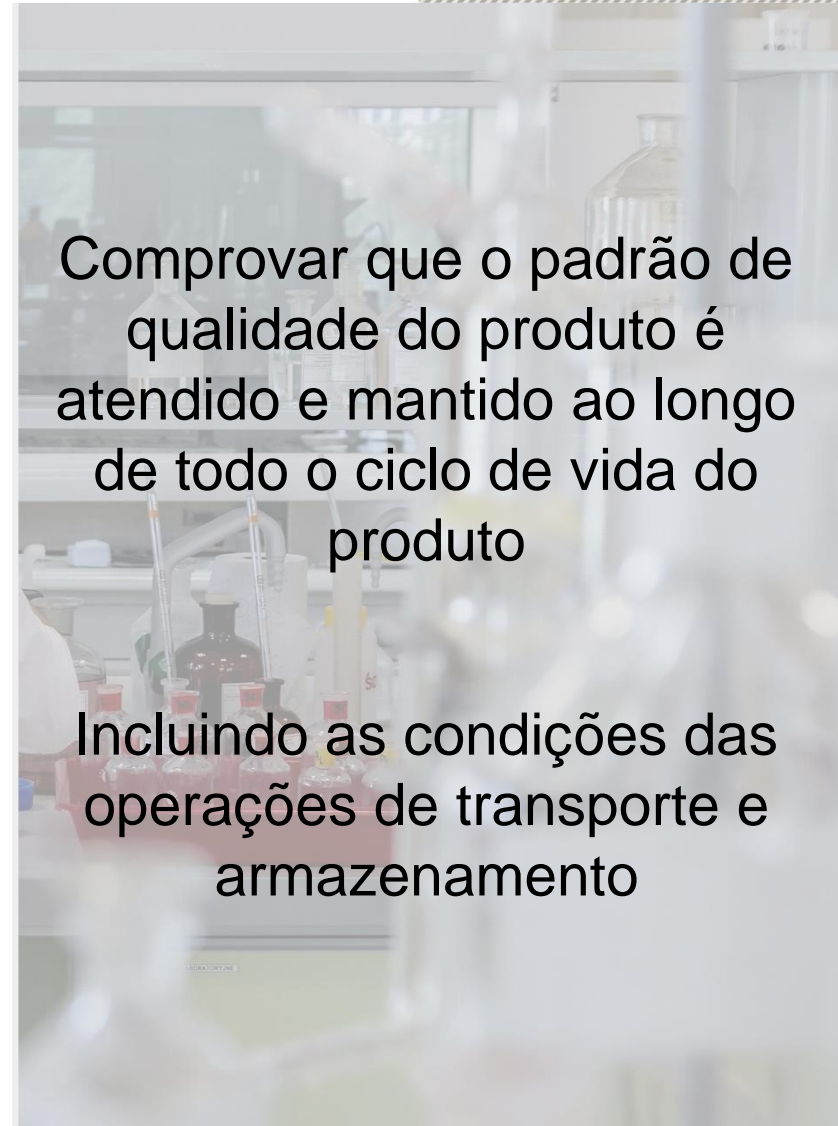 Comprovar que o padrão de
qualidade do produto é
atendido e mantido ao longo
de todo o ciclo de vida do
produto
Incluindo as condições das
operações de transporte e
armazenamento